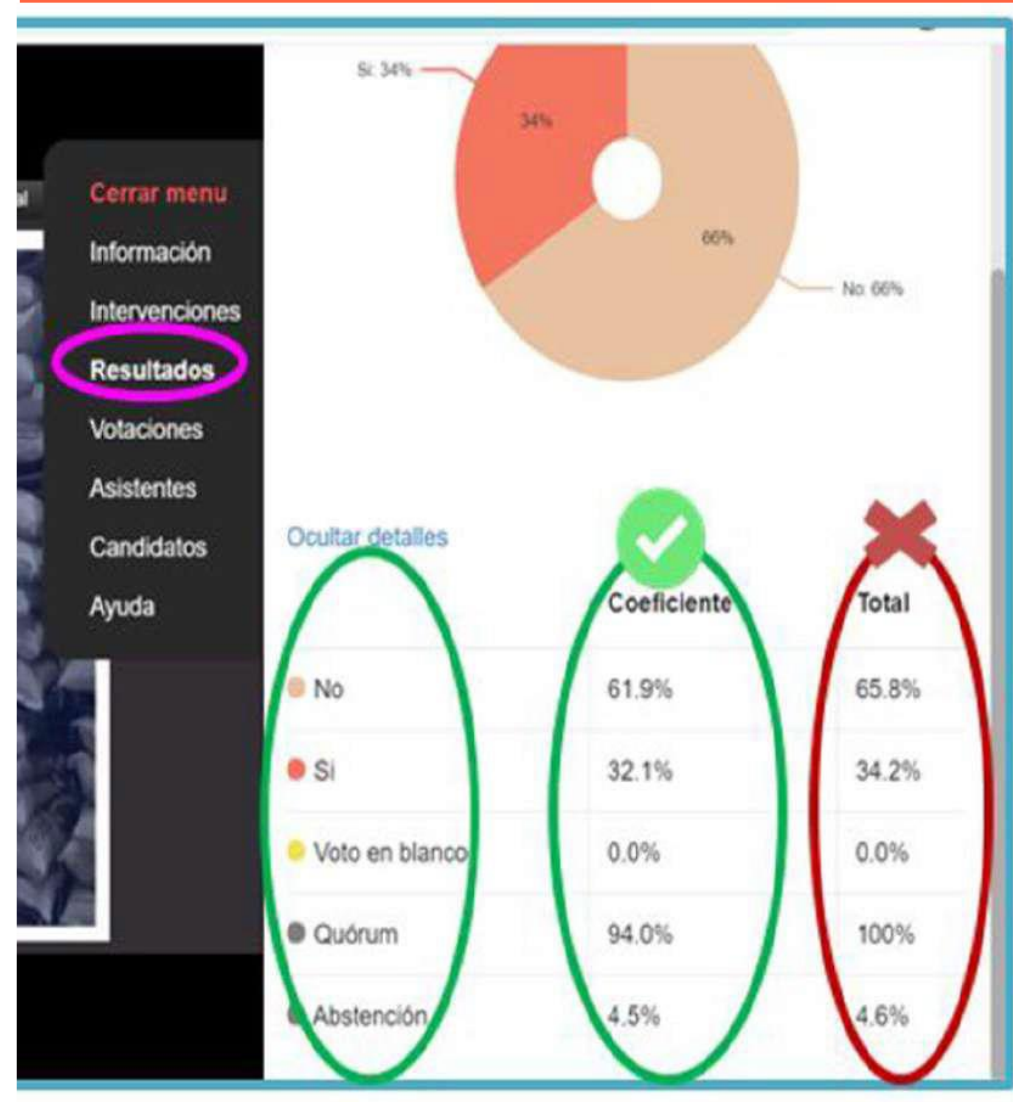 Si: 34%
34%
66%
No: 66%
al
Cerrar menu
Información
Intervenciones
Resultados
Votaciones
Asistentes
Candidatos
Ayuda
Ocultar detalles
Coeficiente Total
No 61.9% 65.8%
Si 32.1% 34.2%
Voto en blanco 0.0% 0.0%
Quórum 94.0% 100%
Abstención 4.5% 4.6%